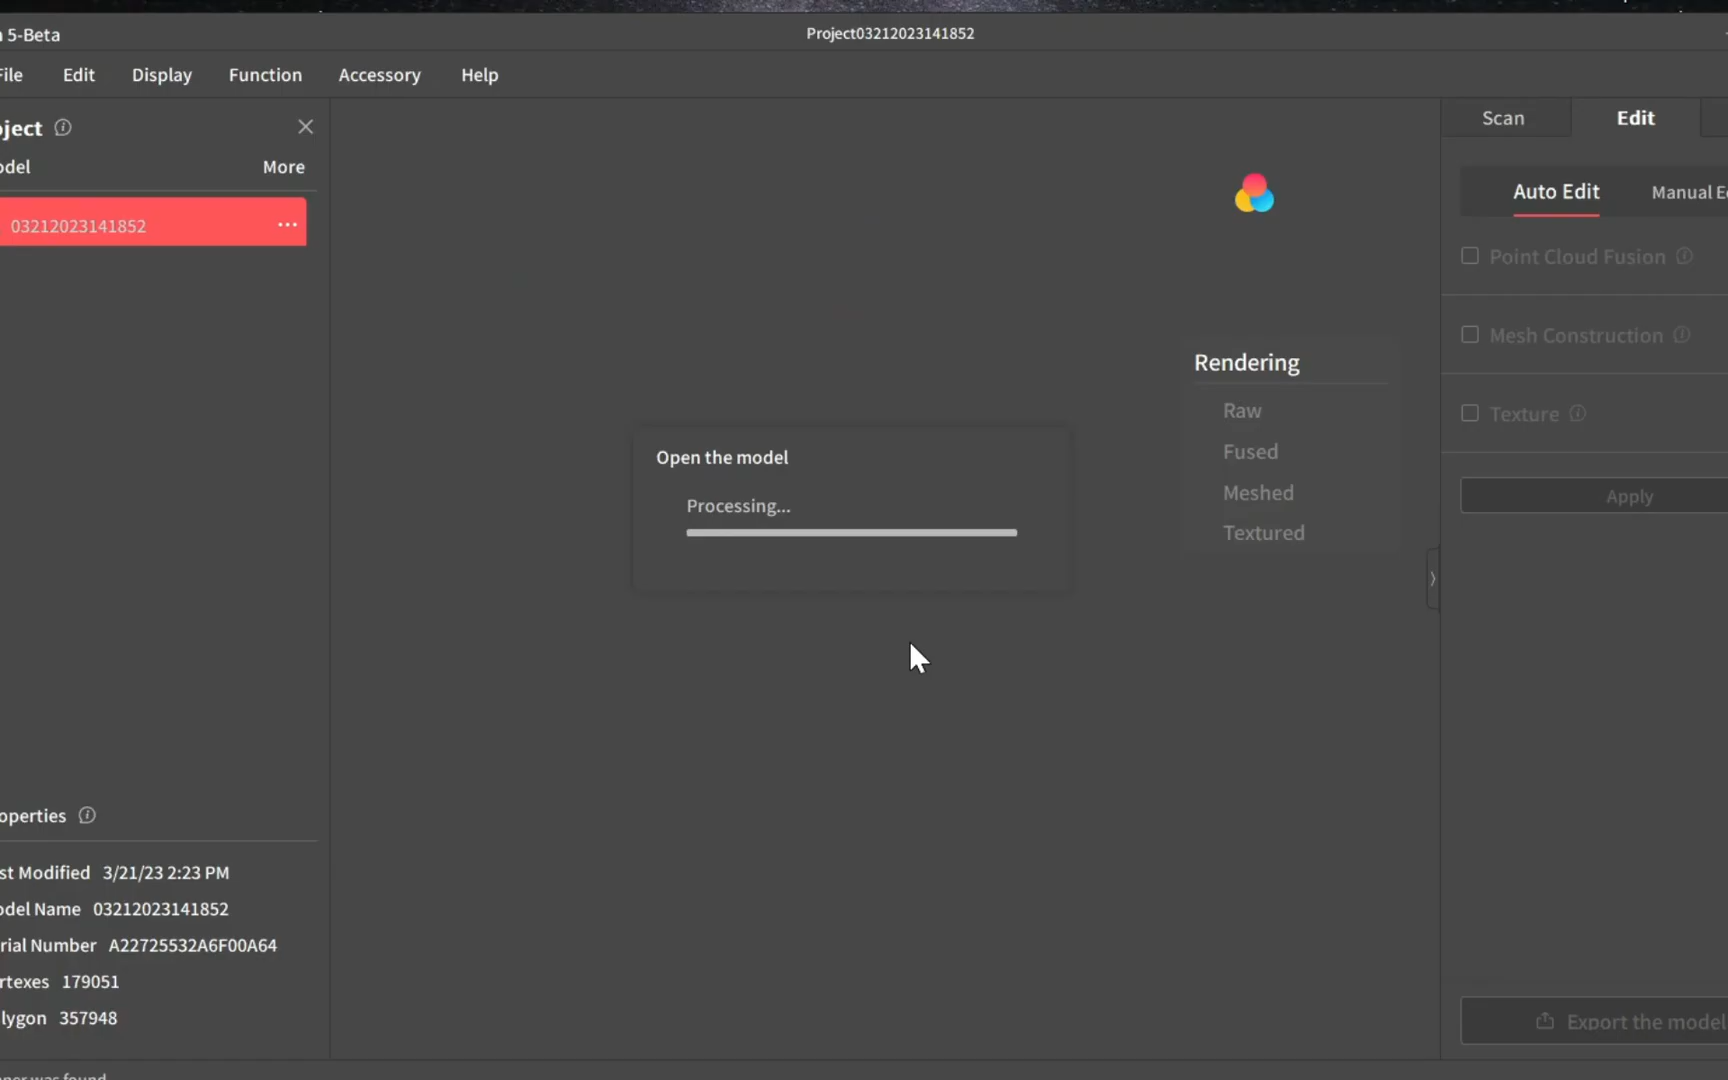 5-Beta
Project03212023141852
File
Edit
Display
Function
Accessory
Help
ject
×
odel
More
03212023141852
...
Scan
Edit
Auto Edit
Manual E
Point Cloud Fusion
Mesh Construction
Texture
Apply
Rendering
Raw
Fused
Meshed
Textured
Open the model
Processing...
operties
st Modified 3/21/23 2:23 PM
odel Name 03212023141852
rial Number A22725532A6F00A64
rtexes 179051
lygon 357948
Export the model
was found